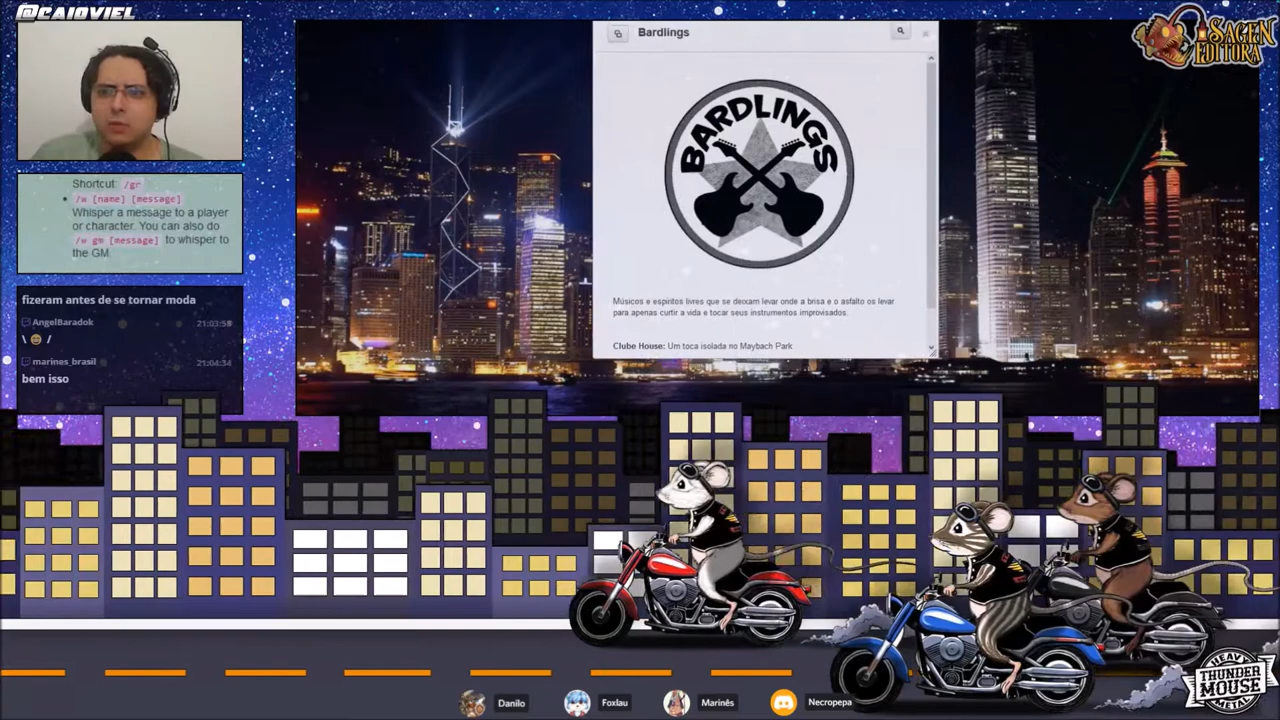 @CAIOVIEL
Shortcut: /gr
/w [name] [message]
Whisper a message to a player
or character. You can also do
/w gm [message] to whisper to
the GM.
fizeram antes de se tornar moda
AngelBaradok 21:03:58
\ 😄 /
marines_brasil 21:04:34
bem isso
Bardlings
BARDLINGS
Músicos e espiritos livres que se deixam levar onde a brisa e o asfalto os levar
para apenas curtir a vida e tocar seus instrumentos improvisados.
Clube House: Um toca isolada no Maybach Park
SAGEN
EDITORA
Danilo
Foxlau
Marinês
Necropepa
HEAVY
THUNDER
MOUSE
METAL